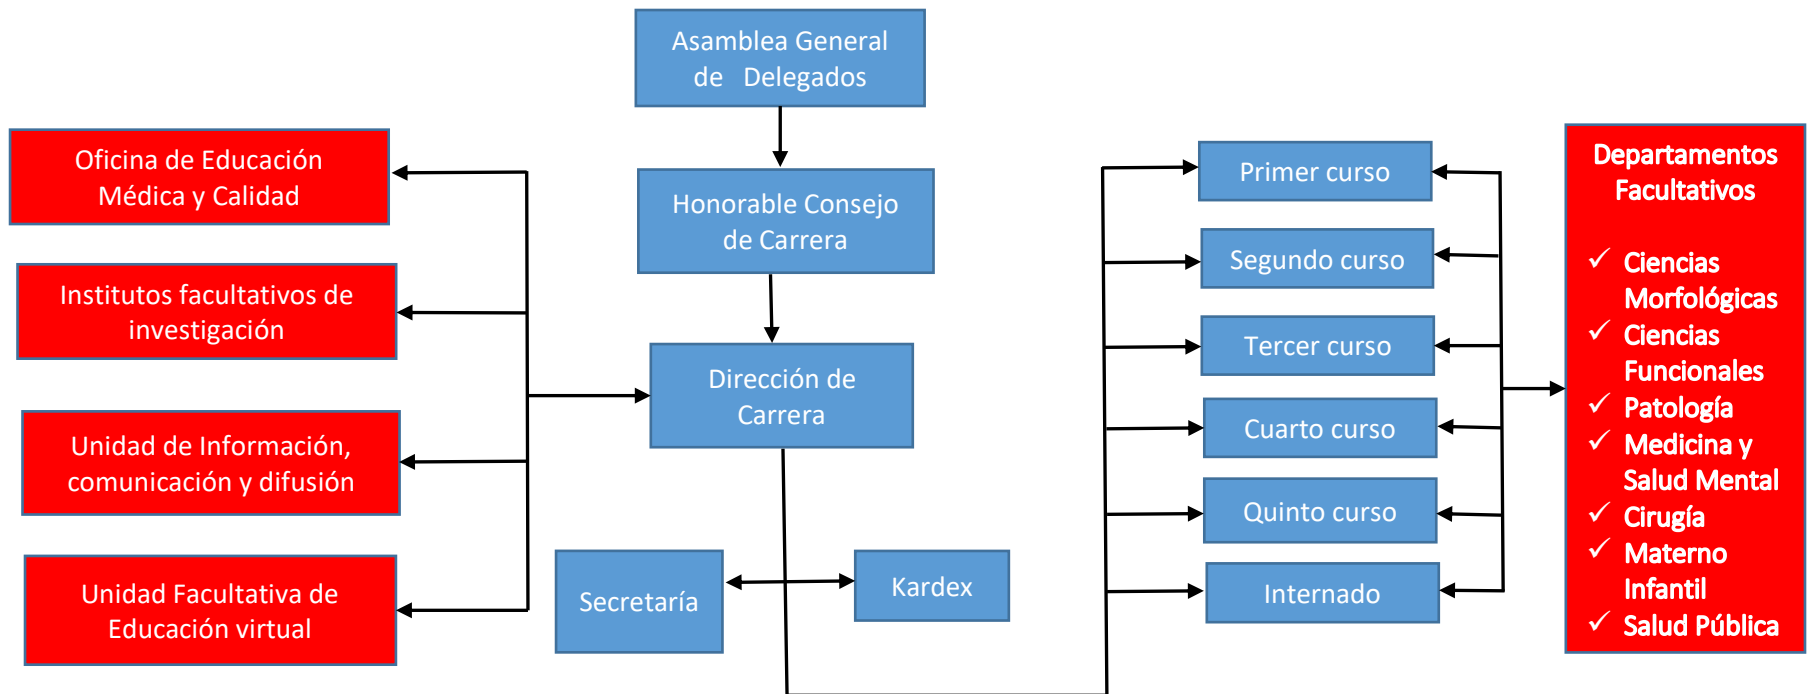 Asamblea General
de Delegados
Oficina de Educación
Médica y Calidad
Honorable Consejo
de Carrera
Institutos facultativos de
investigación
Dirección de
Carrera
Unidad de Información,
comunicación y difusión
Unidad Facultativa de
Educación virtual
Secretaría
Kardex
Primer curso
Segundo curso
Tercer curso
Cuarto curso
Quinto curso
Internado
Departamentos
Facultativos
✓ Ciencias
Morfológicas
✓ Ciencias
Funcionales
✓ Patología
✓ Medicina y
Salud Mental
✓ Cirugía
✓ Materno
Infantil
✓ Salud Pública